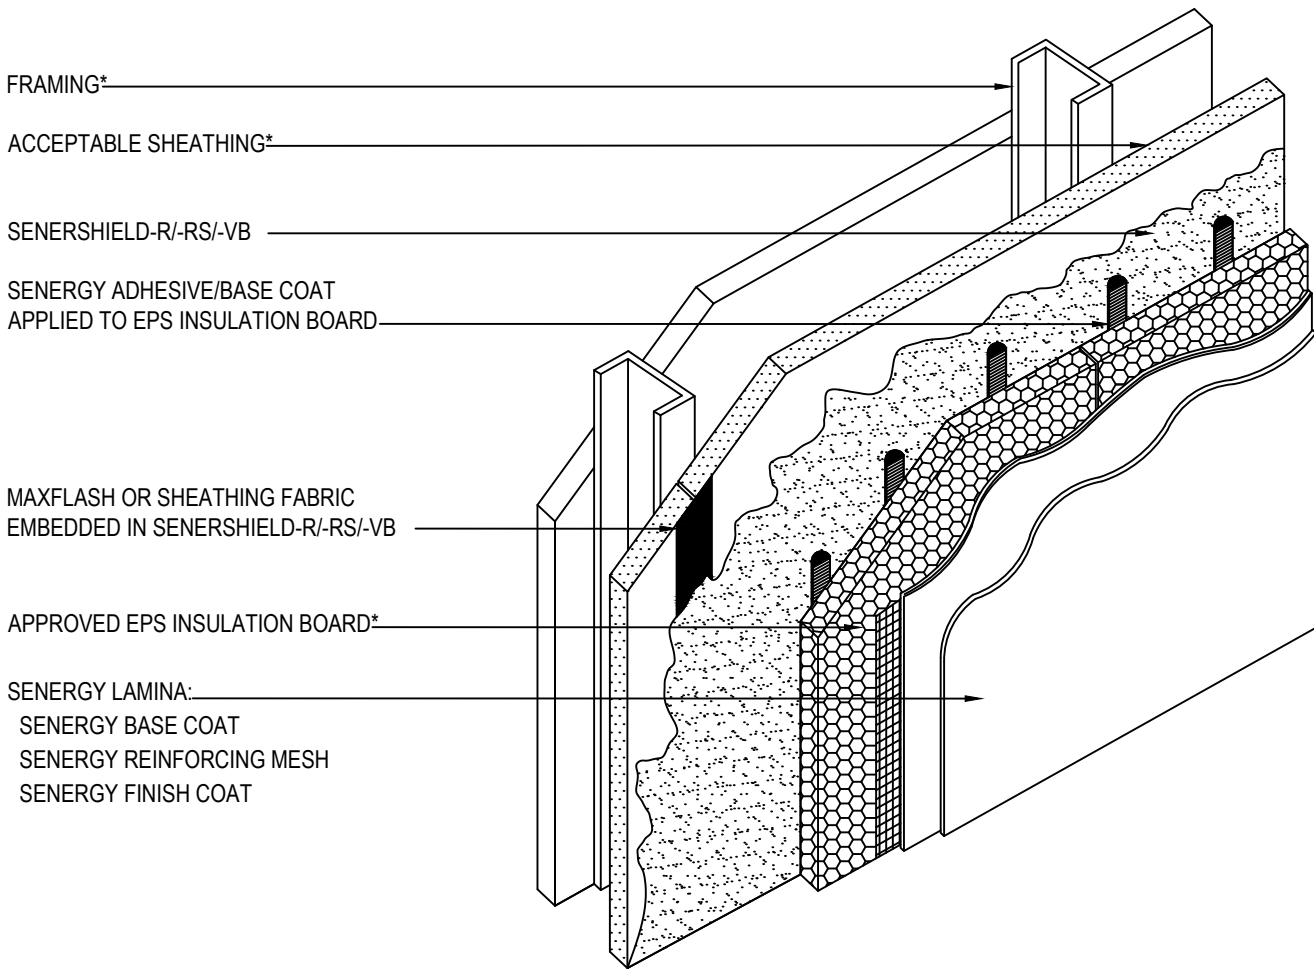 FRAMING*
ACCEPTABLE SHEATHING*
SENERSHIELD-R/-RS/-VB
SENERGY ADHESIVE/BASE COAT
APPLIED TO EPS INSULATION BOARD
MAXFLASH OR SHEATHING FABRIC
EMBEDDED IN SENERSHIELD-R/-RS/-VB
APPROVED EPS INSULATION BOARD*
SENERGY LAMINA:
SENERGY BASE COAT
SENERGY REINFORCING MESH
SENERGY FINISH COAT